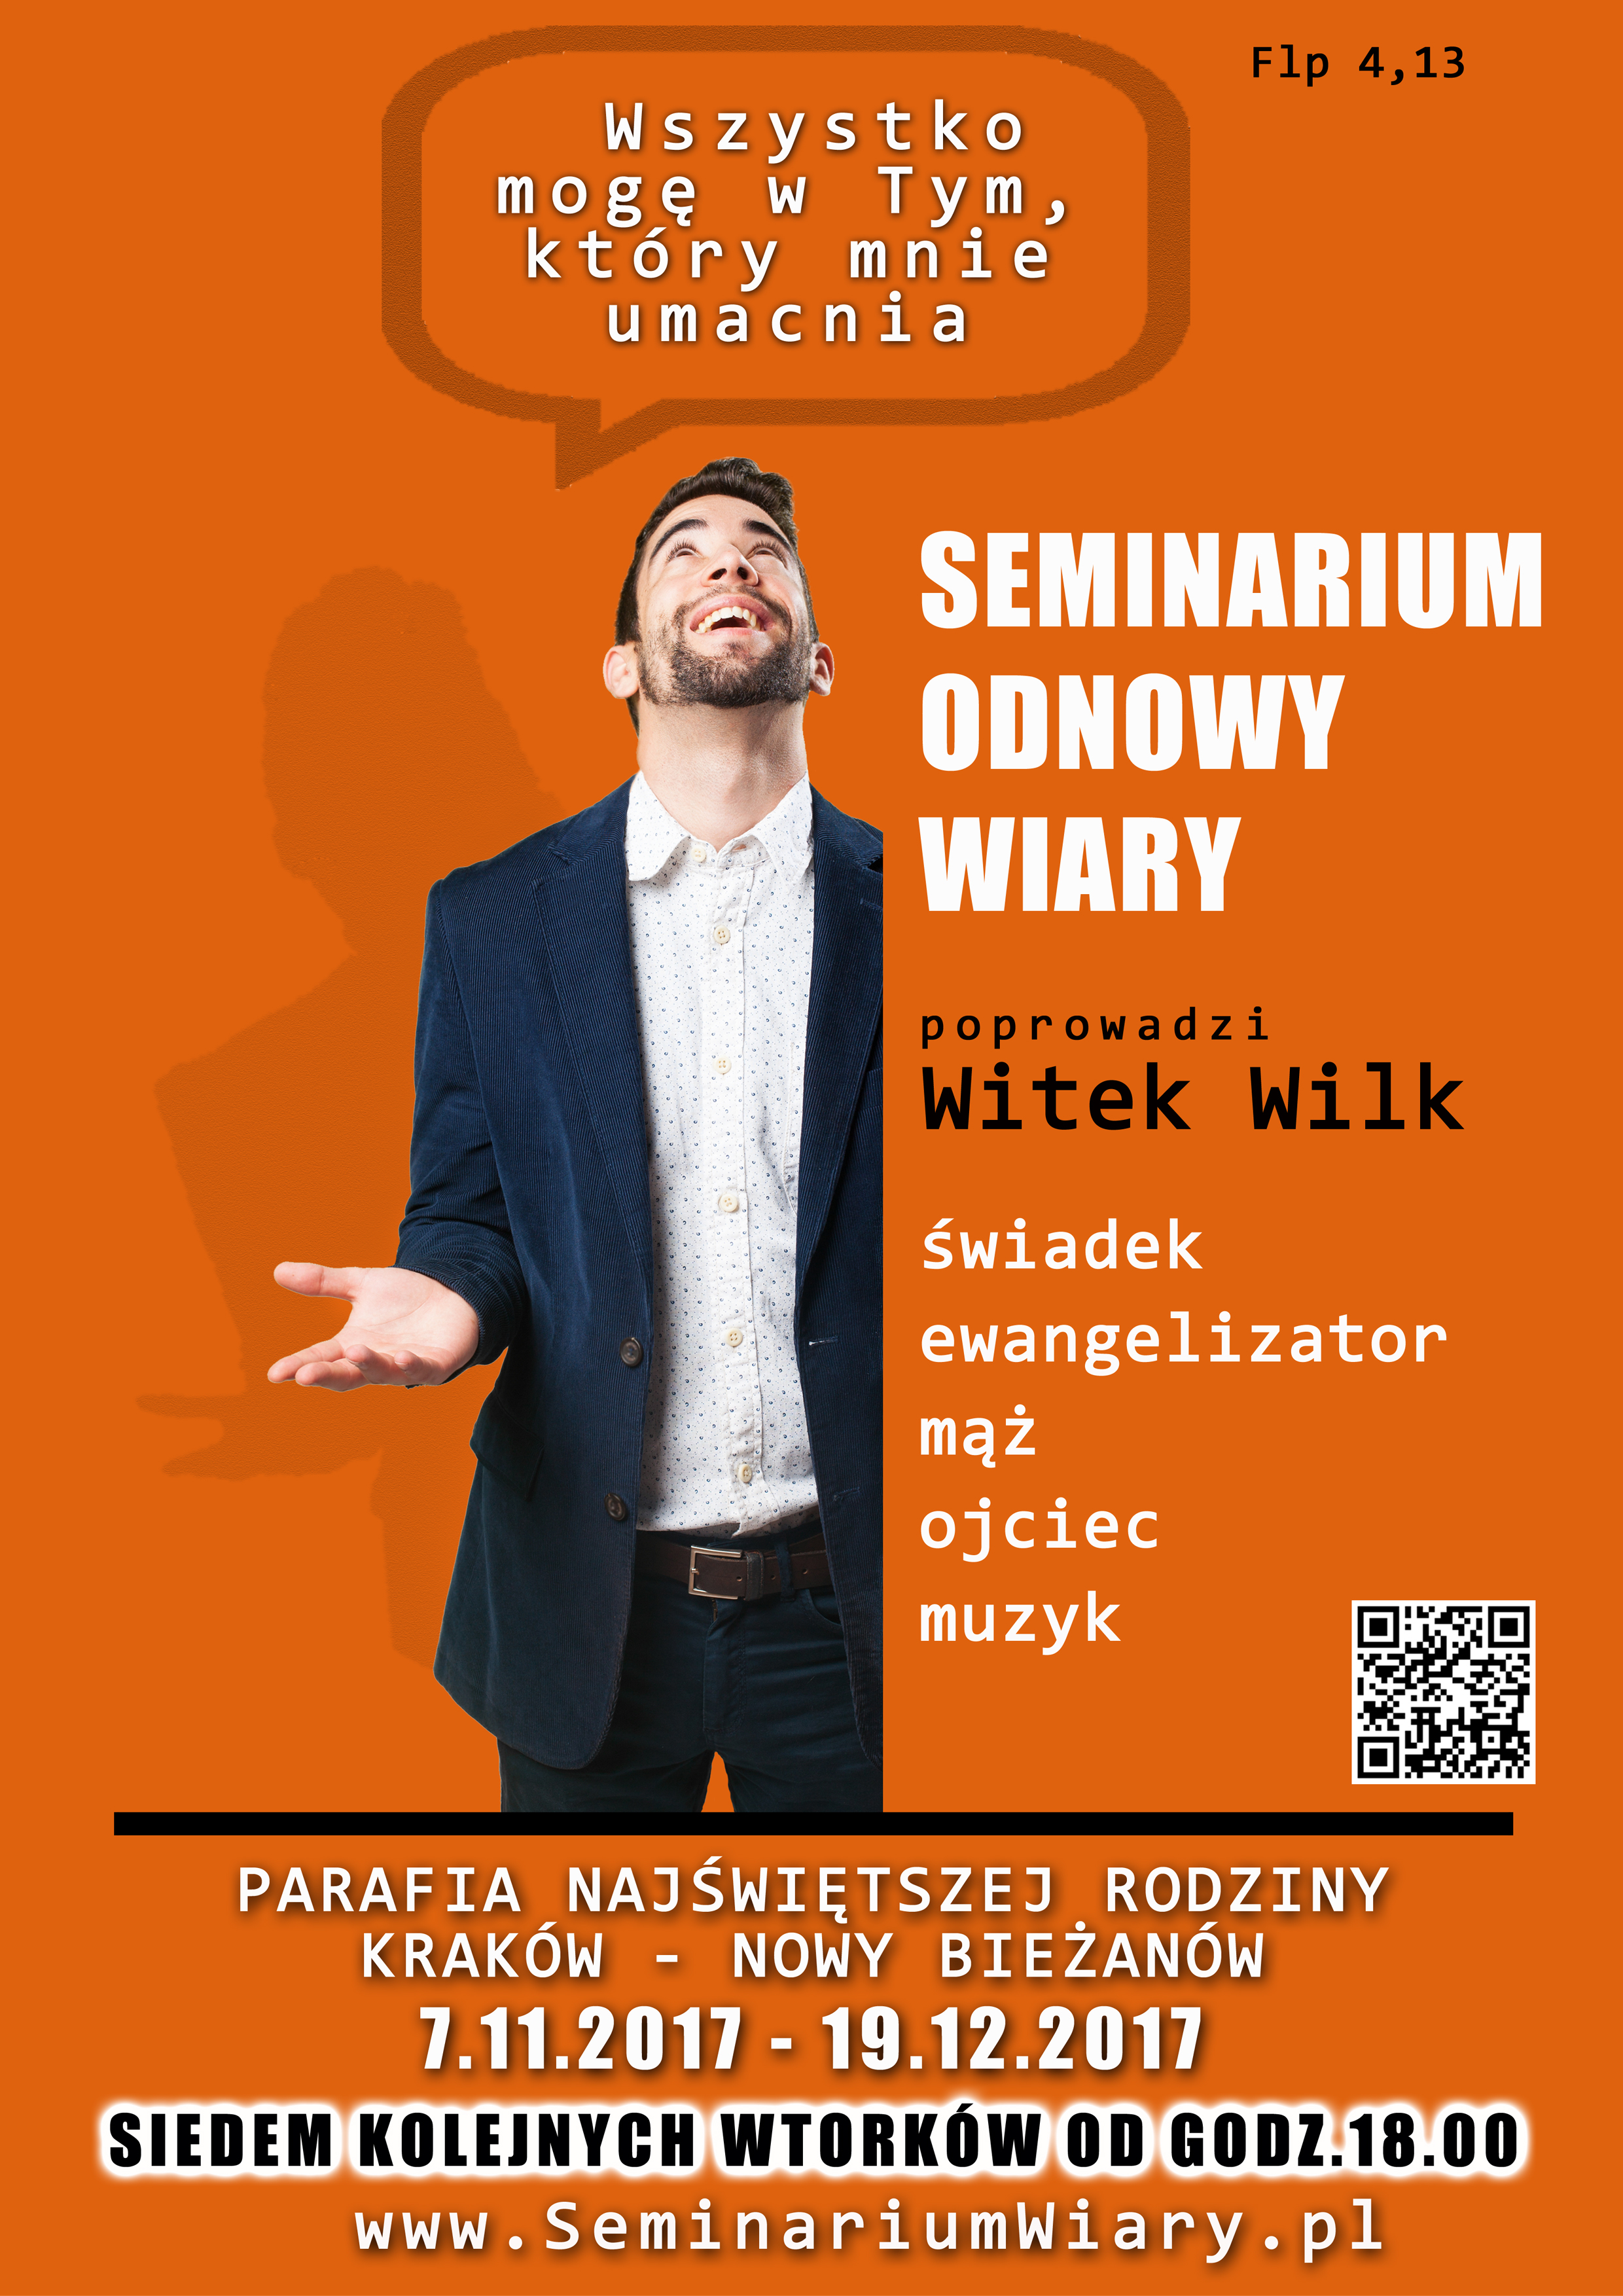 Flp 4,13
Wszystko
mogę w Tym,
który mnie
umacnia
SEMINARIUM
ODNOWY
WIARY
poprowadzi
Witek Wilk
świadek
ewangelizator
mąż
ojciec
muzyk
PARAFIA NAJŚWIĘTSZEJ RODZINY
KRAKÓW - NOWY BIEŻANÓW
7.11.2017 - 19.12.2017
SIEDEM KOLEJNYCH WTORKÓW OD GODZ.18.00
www.SeminariumWiary.pl